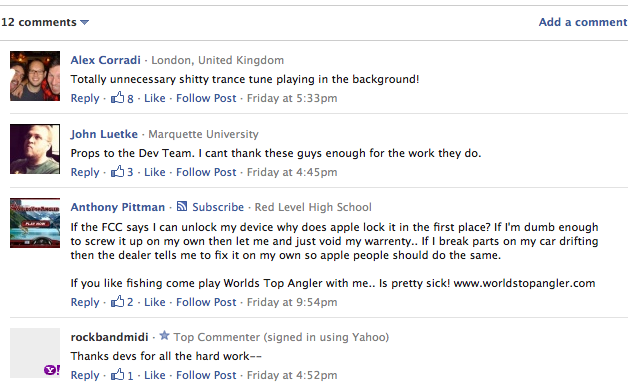 12 comments
Add a comment
Alex Corradi · London, United Kingdom
Totally unnecessary shitty trance tune playing in the background!
Reply · 8 · Like · Follow Post · Friday at 5:33pm
John Luetke · Marquette University
Props to the Dev Team. I cant thank these guys enough for the work they do.
Reply · 3 · Like · Follow Post · Friday at 4:45pm
Anthony Pittman · Subscribe · Red Level High School
If the FCC says I can unlock my device why does apple lock it in the first place? If I'm dumb enough
to screw it up on my own then let me and just void my warrenty.. If I break parts on my car drifting
then the dealer tells me to fix it on my own so apple people should do the same.
If you like fishing come play Worlds Top Angler with me.. Is pretty sick! www.worldstopangler.com
Reply · 2 · Like · Follow Post · Friday at 9:54pm
rockbandmidi · Top Commenter (signed in using Yahoo)
Thanks devs for all the hard work--
Reply · 1 · Like · Follow Post · Friday at 4:52pm
Y!